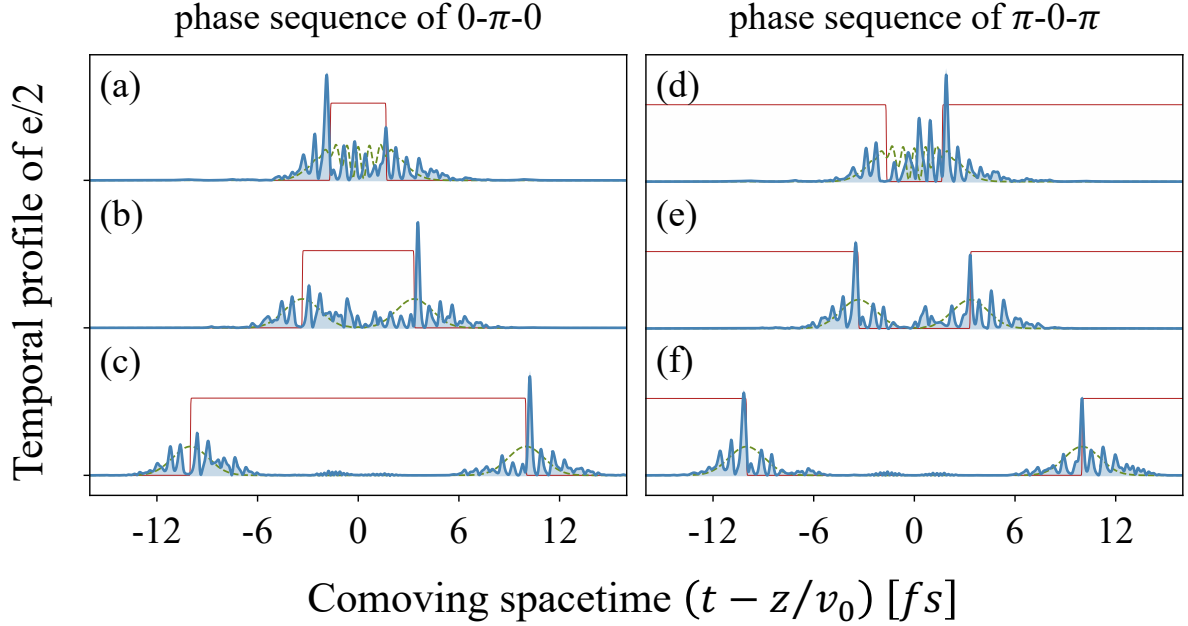 phase sequence of 0-π-0
phase sequence of π-0-π
Temporal profile of e/2
(a)
(b)
(c)
(d)
(e)
(f)
-12 -6 0 6 12
-12 -6 0 6 12
Comoving spacetime (t − z/v₀) [fs]